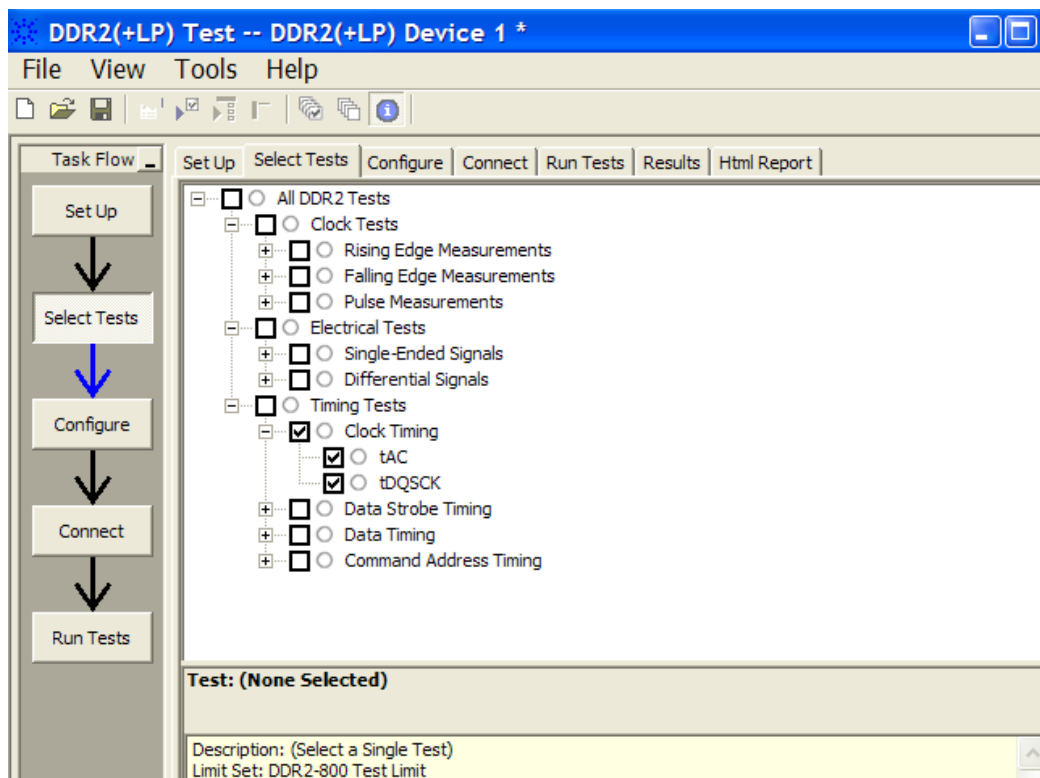 DDR2(+LP) Test -- DDR2(+LP) Device 1 *
File View Tools Help
Task Flow
Set Up Select Tests Configure Connect Run Tests Results Html Report
Set Up
Select Tests
Configure
Connect
Run Tests
All DDR2 Tests
Clock Tests
Rising Edge Measurements
Falling Edge Measurements
Pulse Measurements
Electrical Tests
Single-Ended Signals
Differential Signals
Timing Tests
Clock Timing
tAC
tDQSCK
Data Strobe Timing
Data Timing
Command Address Timing
Test: (None Selected)
Description: (Select a Single Test)
Limit Set: DDR2-800 Test Limit